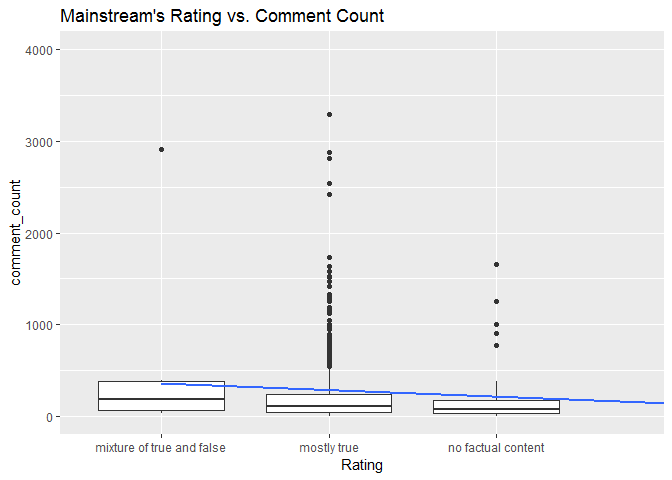 Mainstream's Rating vs. Comment Count
4000
3000
2000
1000
0
comment_count
mixture of true and false
mostly true
no factual content
Rating